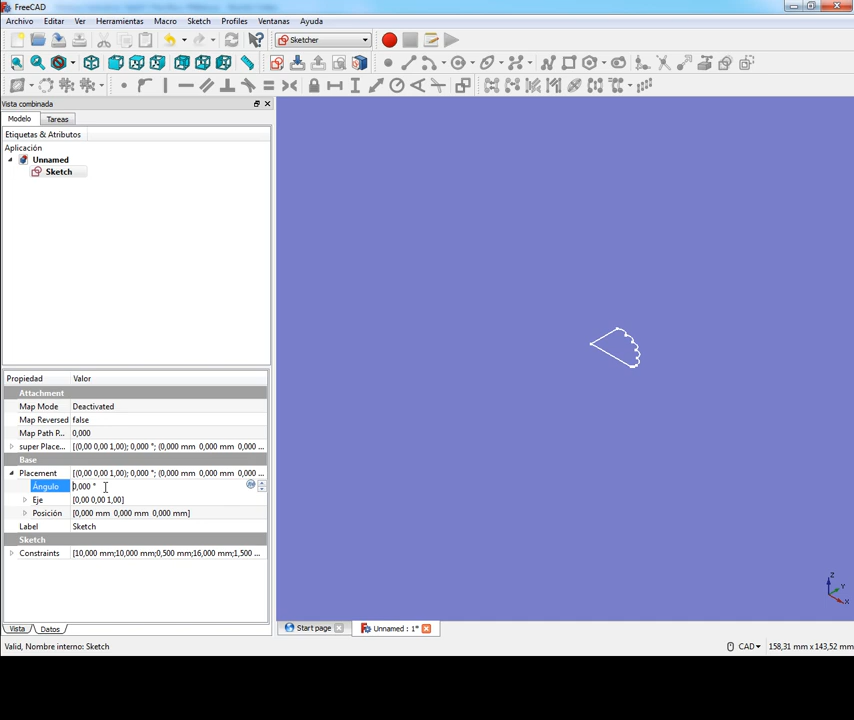 FreeCAD
Archivo Editar Ver Herramientas Macro Sketch Profiles Ventanas Ayuda
Sketcher
Vista combinada
Modelo Tareas
Etiquetas & Atributos
Aplicación
Unnamed
Sketch
Propiedad Valor
Attachment
Map Mode Deactivated
Map Reversed false
Map Path P... 0,000
super Place... [(0,00 0,00 1,00); 0,000 °; (0,000 mm 0,000 mm 0,000 ...
Base
Placement [(0,00 0,00 1,00); 0,000 °; (0,000 mm 0,000 mm 0,000 ...
Ángulo 0,000 °
Eje [0,00 0,00 1,00]
Posición [0,000 mm 0,000 mm 0,000 mm]
Label Sketch
Sketch
Constraints [10,000 mm;10,000 mm;0,500 mm;16,000 mm;1,500 ...
Z
Y
X
Vista Datos
Start page Unnamed : 1*
Valid, Nombre interno: Sketch CAD 158,31 mm x 143,52 mm